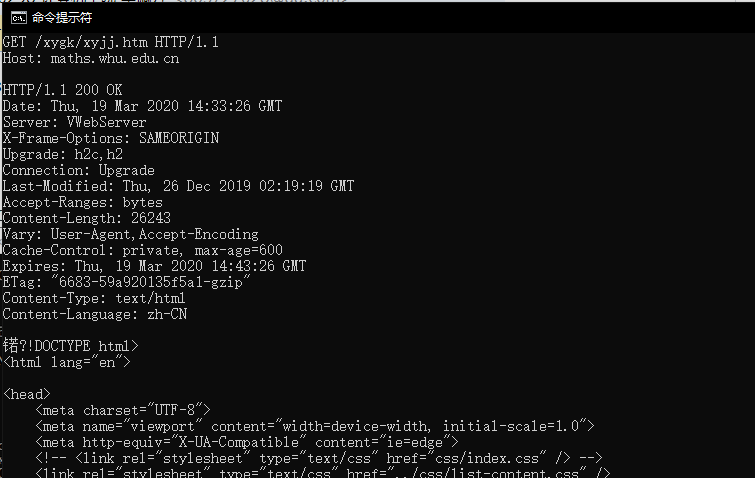 命令提示符
GET /xygk/xyjj.htm HTTP/1.1
Host: maths.whu.edu.cn
HTTP/1.1 200 OK
Date: Thu, 19 Mar 2020 14:33:26 GMT
Server: VWebServer
X-Frame-Options: SAMEORIGIN
Upgrade: h2c,h2
Connection: Upgrade
Last-Modified: Thu, 26 Dec 2019 02:19:19 GMT
Accept-Ranges: bytes
Content-Length: 26243
Vary: User-Agent,Accept-Encoding
Cache-Control: private, max-age=600
Expires: Thu, 19 Mar 2020 14:43:26 GMT
ETag: "6683-59a920135f5a1-gzip"
Content-Type: text/html
Content-Language: zh-CN
锘?!DOCTYPE html>
<html lang="en">
<head>
<meta charset="UTF-8">
<meta name="viewport" content="width=device-width, initial-scale=1.0">
<meta http-equiv="X-UA-Compatible" content="ie=edge">
<!-- <link rel="stylesheet" type="text/css" href="css/index.css" /> -->
<link rel="stylesheet" type="text/css" href="../css/list-content.css" />